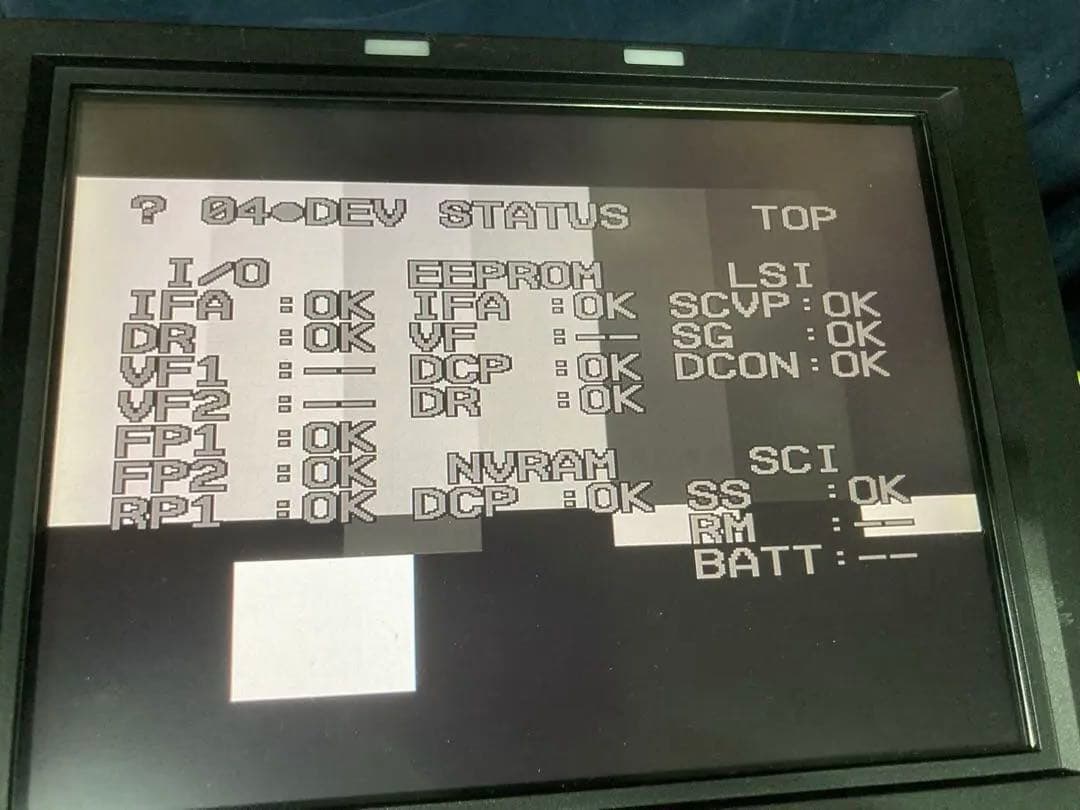 ? 04●DEV STATUS TOP
I/O EEPROM LSI
IFA :OK IFA :OK SCVP:OK
DR :OK VF :-- SG :OK
VF1 :-- DCP :OK DCON:OK
VF2 :-- DR :OK
FP1 :OK
FP2 :OK NVRAM SCI
RP1 :OK DCP :OK SS :OK
RM :--
BATT:--